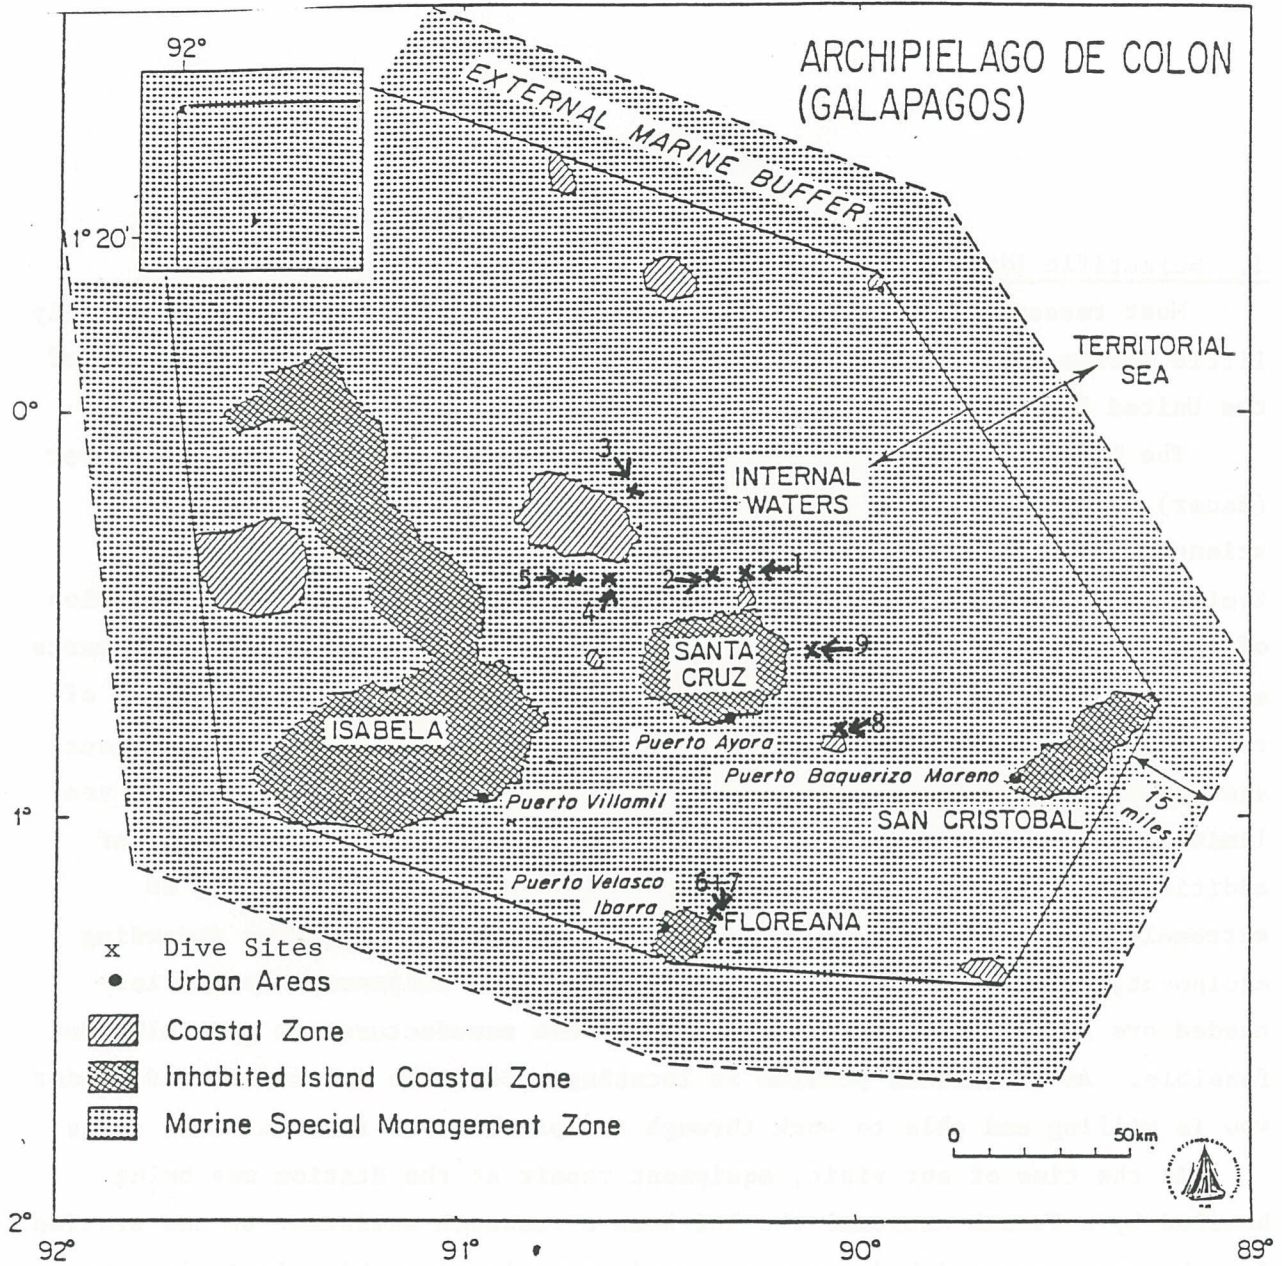 92°
ARCHIPIELAGO DE COLON
(GALAPAGOS)
EXTERNAL MARINE BUFFER
1°20'
TERRITORIAL
SEA
0°
3
INTERNAL
WATERS
5
4
2
1
SANTA
CRUZ
9
ISABELA
8
Puerto Ayora
Puerto Baquerizo Moreno
Puerto Villamil
SAN CRISTOBAL
15
miles
1°
Puerto Velasco
Ibarra
6+7
FLOREANA
x Dive Sites
Urban Areas
Coastal Zone
Inhabited Island Coastal Zone
Marine Special Management Zone
0 50km
2°
92° 91° 90° 89°